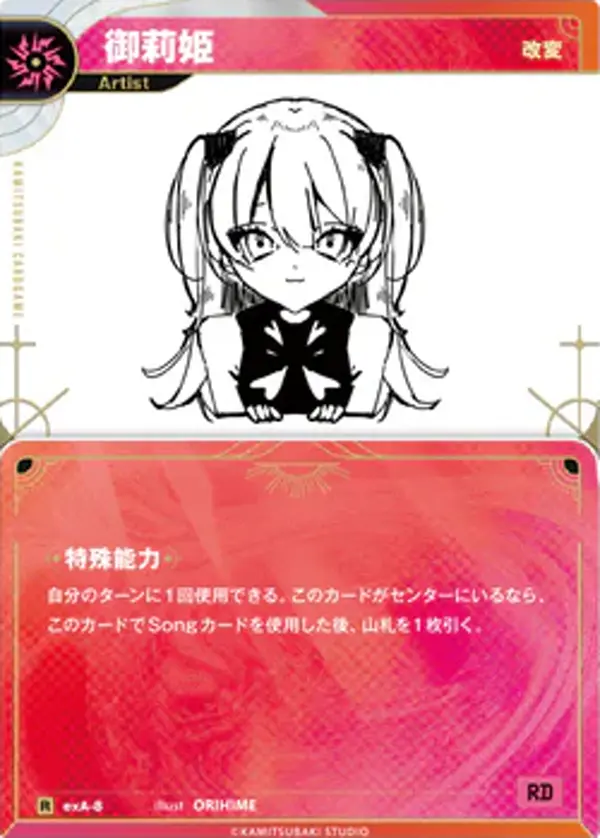 御莉姫
改変
Artist
KAMITSUBAKI CARDGAME
特殊能力
自分のターンに1回使用できる。このカードがセンターにいるなら、
このカードでSongカードを使用した後、山札を1枚引く。
R exA-8 Illust ORIHIME
RD
©KAMITSUBAKI STUDIO